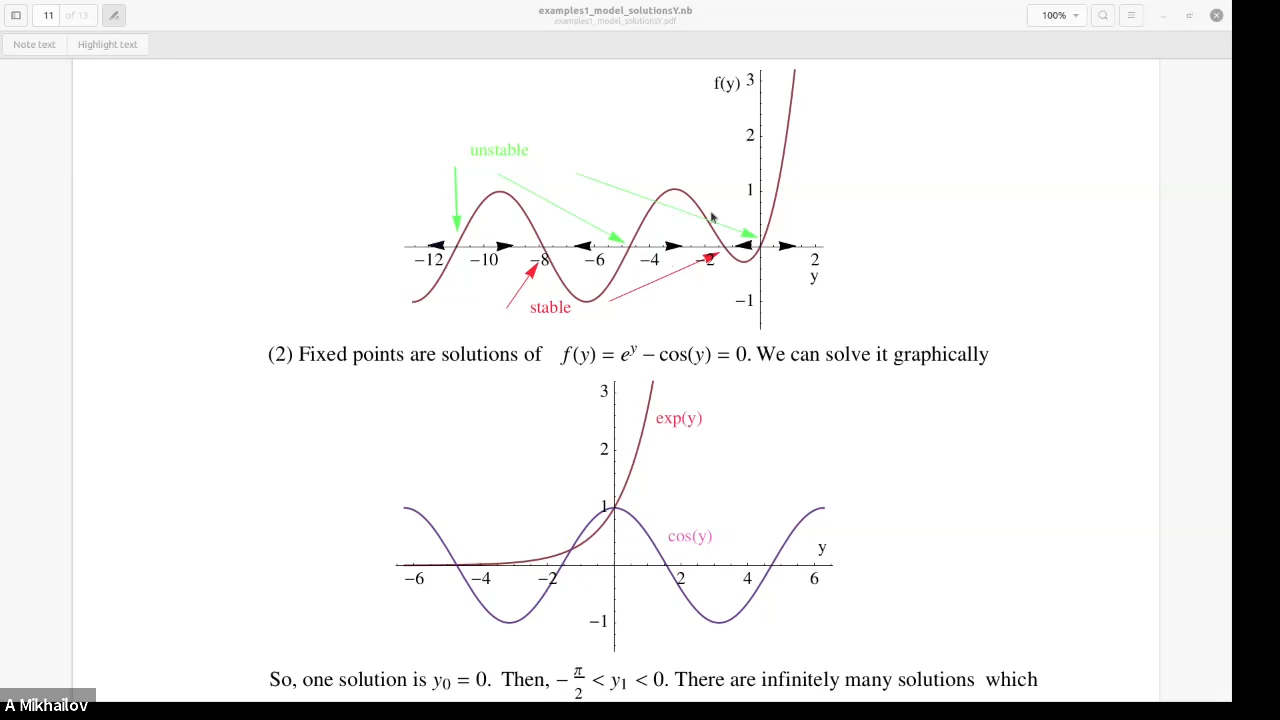 examples1_model_solutionsY.nb
examples1_model_solutionsY.pdf
11 of 13
100%
Note text Highlight text
f(y) 3
2
1
unstable
−12 −10 −8 −6 −4 −2 2
y
stable
−1
(2) Fixed points are solutions of f(y) = e^y − cos(y) = 0. We can solve it graphically
3
exp(y)
2
1
cos(y)
y
−6 −4 −2 2 4 6
−1
So, one solution is y₀ = 0. Then, −π/2 < y₁ < 0. There are infinitely many solutions which
A Mikhailov